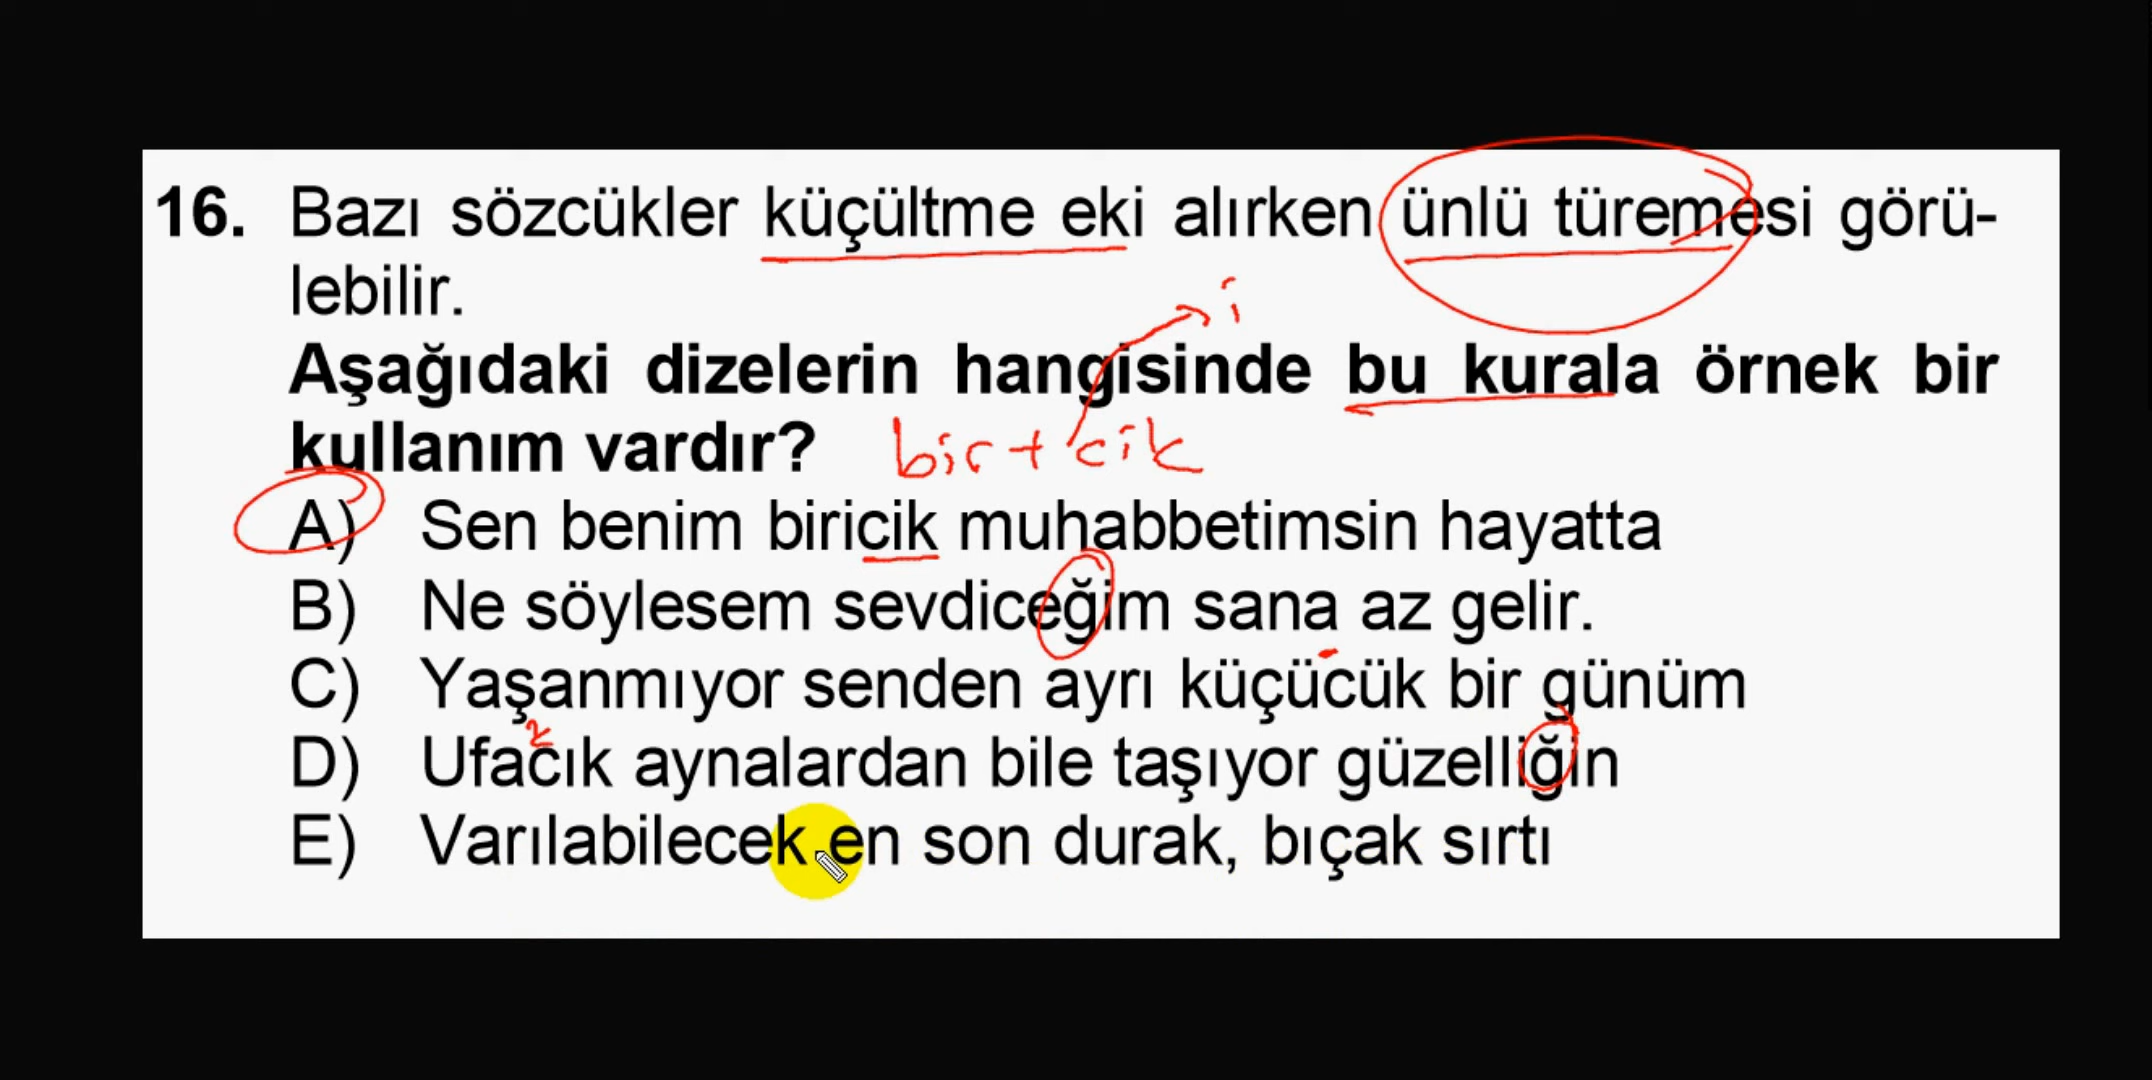 16. Bazı sözcükler küçültme eki alırken ünlü türemesi görü-
lebilir.
i
Aşağıdaki dizelerin hangisinde bu kurala örnek bir
kullanım vardır? bir + cik
A) Sen benim biricik muhabbetimsin hayatta
B) Ne söylesem sevdiceğim sana az gelir.
C) Yaşanmıyor senden ayrı küçücük bir günüm
D) Ufacık aynalardan bile taşıyor güzelliğin
E) Varılabilecek en son durak, bıçak sırtı